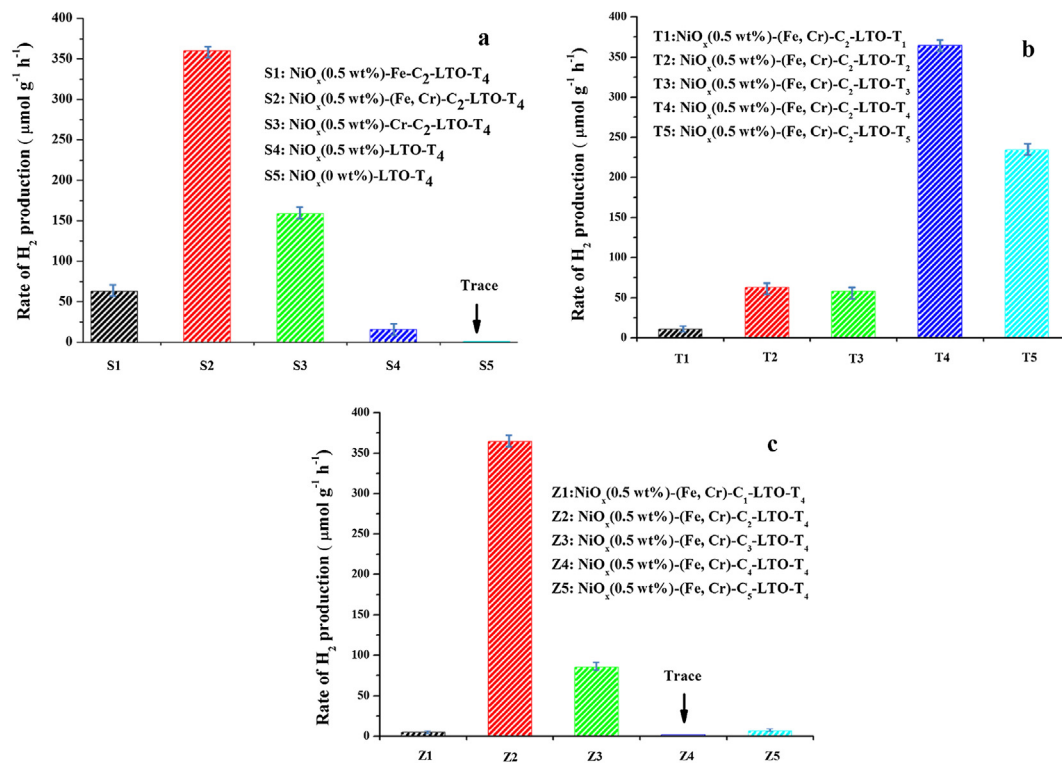 a
Rate of H₂ production ( μmol g⁻¹ h⁻¹)
400
350
300
250
200
150
100
50
0
S1: NiOₓ(0.5 wt%)-Fe-C₂-LTO-T₄
S2: NiOₓ(0.5 wt%)-(Fe, Cr)-C₂-LTO-T₄
S3: NiOₓ(0.5 wt%)-Cr-C₂-LTO-T₄
S4: NiOₓ(0.5 wt%)-LTO-T₄
S5: NiOₓ(0 wt%)-LTO-T₄
Trace
S1 S2 S3 S4 S5
b
Rate of H₂ production ( μmol g⁻¹ h⁻¹)
400
350
300
250
200
150
100
50
0
T1:NiOₓ(0.5 wt%)-(Fe, Cr)-C₂-LTO-T₁
T2: NiOₓ(0.5 wt%)-(Fe, Cr)-C₂-LTO-T₂
T3: NiOₓ(0.5 wt%)-(Fe, Cr)-C₂-LTO-T₃
T4: NiOₓ(0.5 wt%)-(Fe, Cr)-C₂-LTO-T₄
T5: NiOₓ(0.5 wt%)-(Fe, Cr)-C₂-LTO-T₅
T1 T2 T3 T4 T5
c
Rate of H₂ production ( μmol g⁻¹ h⁻¹)
400
350
300
250
200
150
100
50
0
Z1:NiOₓ(0.5 wt%)-(Fe, Cr)-C₁-LTO-T₄
Z2: NiOₓ(0.5 wt%)-(Fe, Cr)-C₂-LTO-T₄
Z3: NiOₓ(0.5 wt%)-(Fe, Cr)-C₃-LTO-T₄
Z4: NiOₓ(0.5 wt%)-(Fe, Cr)-C₄-LTO-T₄
Z5: NiOₓ(0.5 wt%)-(Fe, Cr)-C₅-LTO-T₄
Trace
Z1 Z2 Z3 Z4 Z5